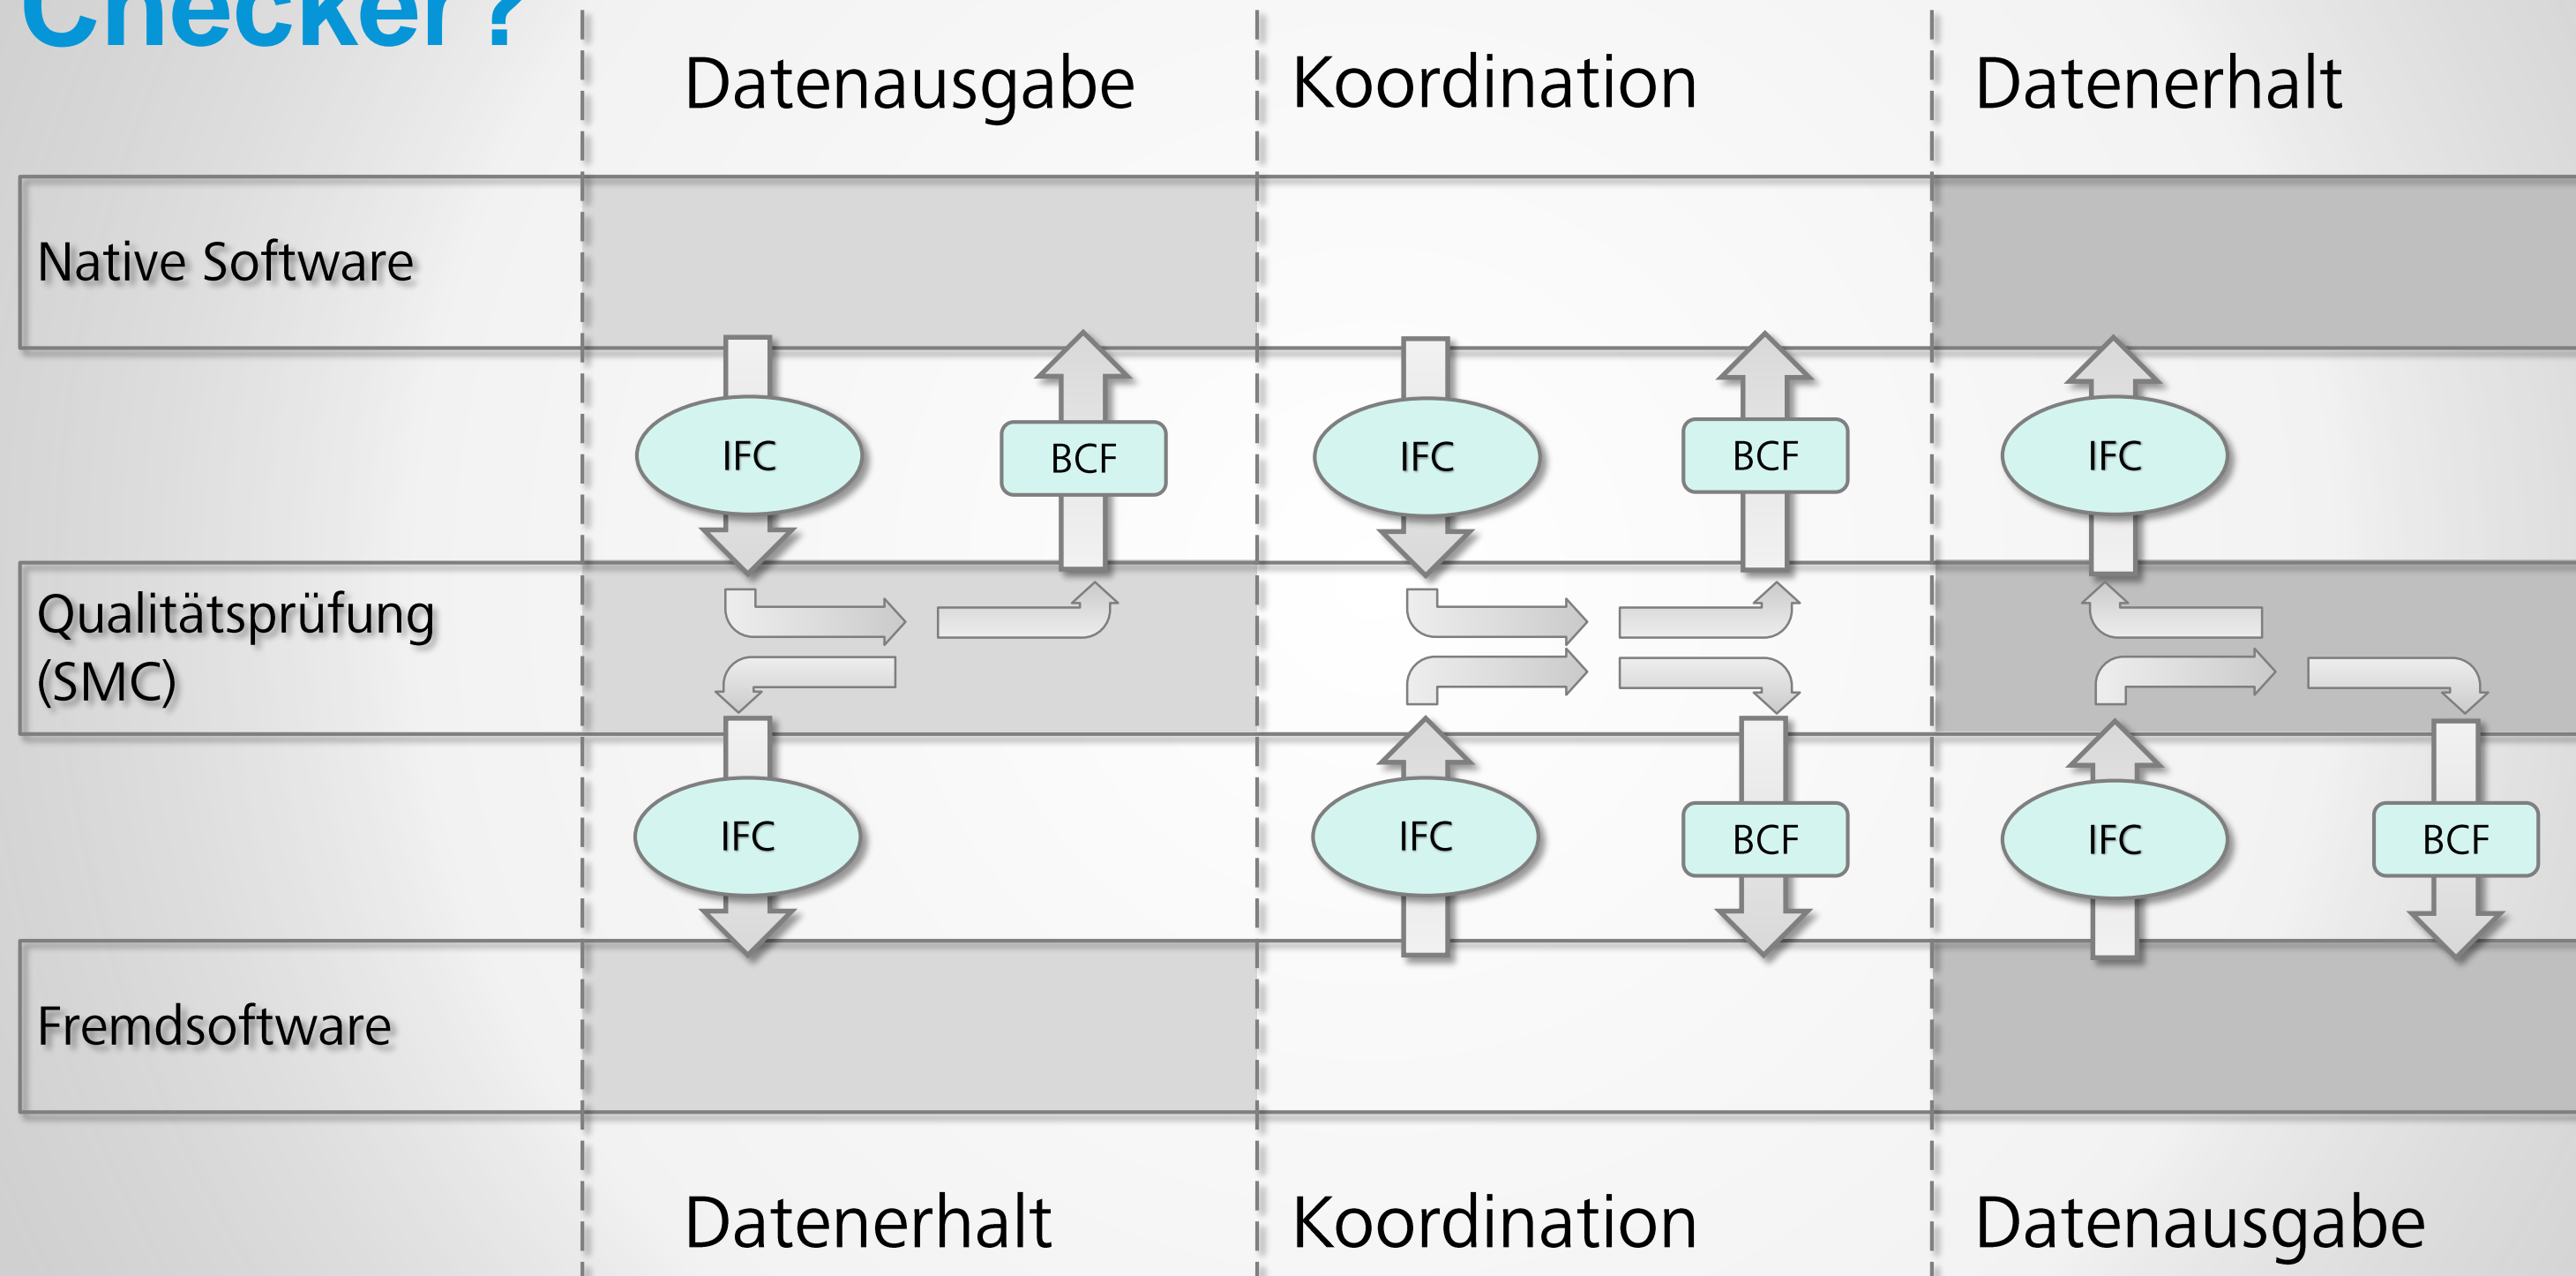 Checker?
Datenausgabe
Koordination
Datenerhalt
Native Software
IFC
BCF
IFC
BCF
IFC
Qualitätsprüfung
(SMC)
IFC
IFC
BCF
IFC
BCF
Fremdsoftware
Datenerhalt
Koordination
Datenausgabe